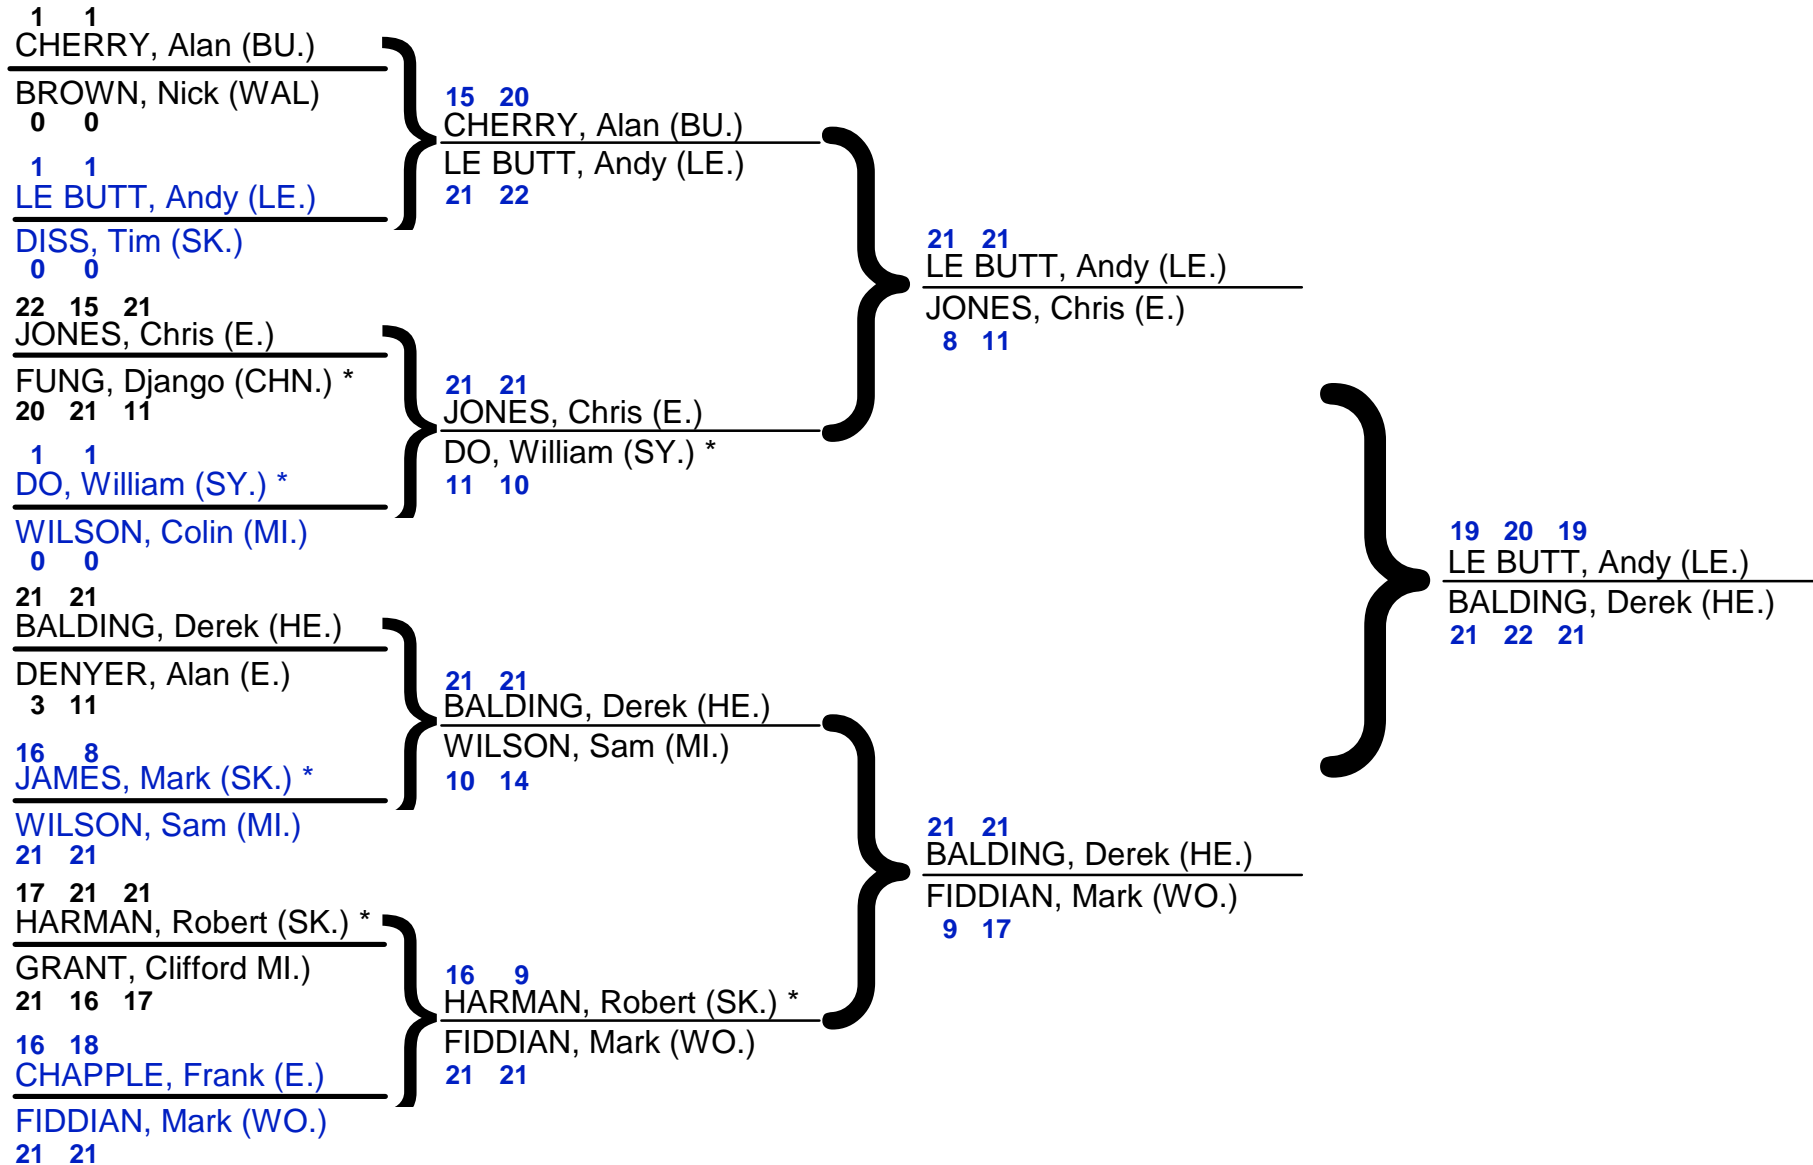 1 1
CHERRY, Alan (BU.)
BROWN, Nick (WAL)
0 0
1 1
LE BUTT, Andy (LE.)
DISS, Tim (SK.)
0 0
22 15 21
JONES, Chris (E.)
FUNG, Django (CHN.) *
20 21 11
1 1
DO, William (SY.) *
WILSON, Colin (MI.)
0 0
21 21
BALDING, Derek (HE.)
DENYER, Alan (E.)
3 11
16 8
JAMES, Mark (SK.) *
WILSON, Sam (MI.)
21 21
17 21 21
HARMAN, Robert (SK.) *
GRANT, Clifford MI.)
21 16 17
16 18
CHAPPLE, Frank (E.)
FIDDIAN, Mark (WO.)
21 21
15 20
CHERRY, Alan (BU.)
LE BUTT, Andy (LE.)
21 22
21 21
JONES, Chris (E.)
DO, William (SY.) *
11 10
21 21
BALDING, Derek (HE.)
WILSON, Sam (MI.)
10 14
16 9
HARMAN, Robert (SK.) *
FIDDIAN, Mark (WO.)
21 21
21 21
LE BUTT, Andy (LE.)
JONES, Chris (E.)
8 11
21 21
BALDING, Derek (HE.)
FIDDIAN, Mark (WO.)
9 17
19 20 19
LE BUTT, Andy (LE.)
BALDING, Derek (HE.)
21 22 21